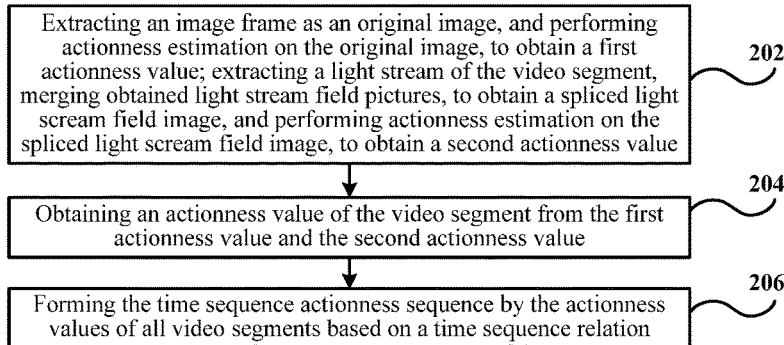 Extracting an image frame as an original image, and performing
actionness estimation on the original image, to obtain a first
actionness value; extracting a light stream of the video segment,
merging obtained light stream field pictures, to obtain a spliced light
scream field image, and performing actionness estimation on the
spliced light scream field image, to obtain a second actionness value
202
Obtaining an actionness value of the video segment from the first
actionness value and the second actionness value
204
Forming the time sequence actionness sequence by the actionness
values of all video segments based on a time sequence relation
206